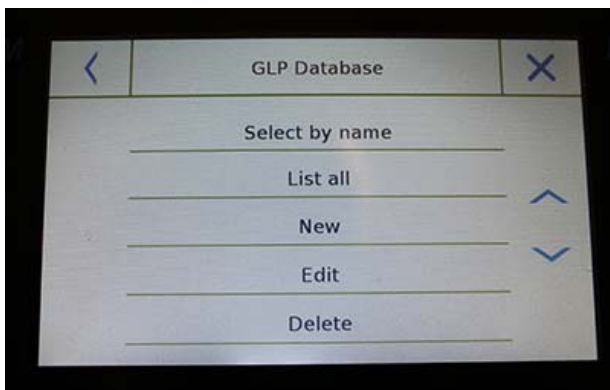 GLP Database
Select by name
List all
New
Edit
Delete